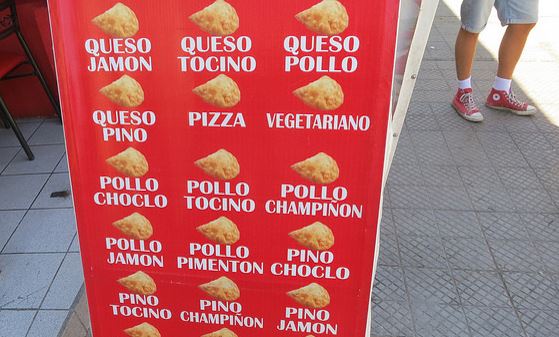 QUESO QUESO QUESO
JAMON TOCINO POLLO
QUESO PIZZA VEGETARIANO
PINO
POLLO POLLO POLLO
CHOCLO TOCINO CHAMPIÑON
POLLO POLLO PINO
JAMON PIMENTON CHOCLO
PINO PINO PINO
TOCINO CHAMPIÑON JAMON